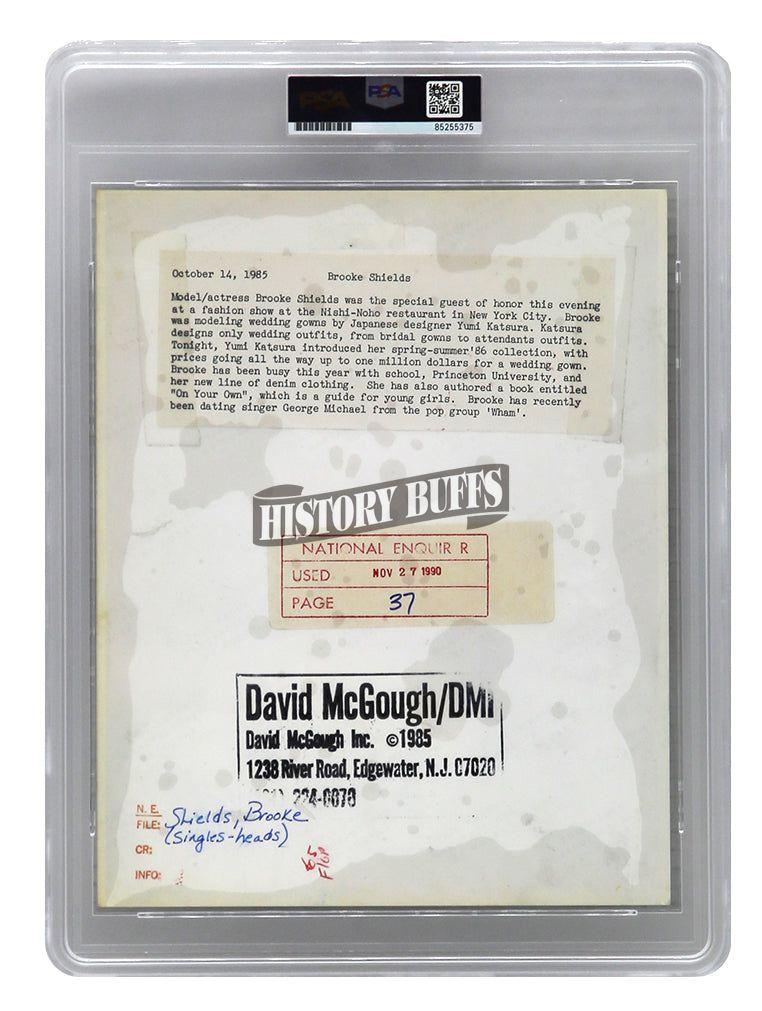 PSA
PSA
85255375
October 14, 1985 Brooke Shields
Model/actress Brooke Shields was the special guest of honor this evening
at a fashion show at the Nishi-Noho restaurant in New York City. Brooke
was modeling wedding gowns by Japanese designer Yumi Katsura. Katsura
designs only wedding outfits, from bridal gowns to attendants outfits.
Tonight, Yumi Katsura introduced her spring-summer'86 collection, with
prices going all the way up to one million dollars for a wedding gown.
Brooke has been busy this year with school, Princeton University, and
her new line of denim clothing. She has also authored a book entitled
"On Your Own", which is a guide for young girls. Brooke has recently
been dating singer George Michael from the pop group 'Wham'.
HISTORY BUFFS
NATIONAL ENQUIR R
USED NOV 27 1990
PAGE 37
David McGough/DMI
David McGough Inc. ©1985
1238 River Road, Edgewater, N.J. 07020
224-0070
N. E.
FILE: Shields, Brooke
(singles-heads)
CR:
INFO: